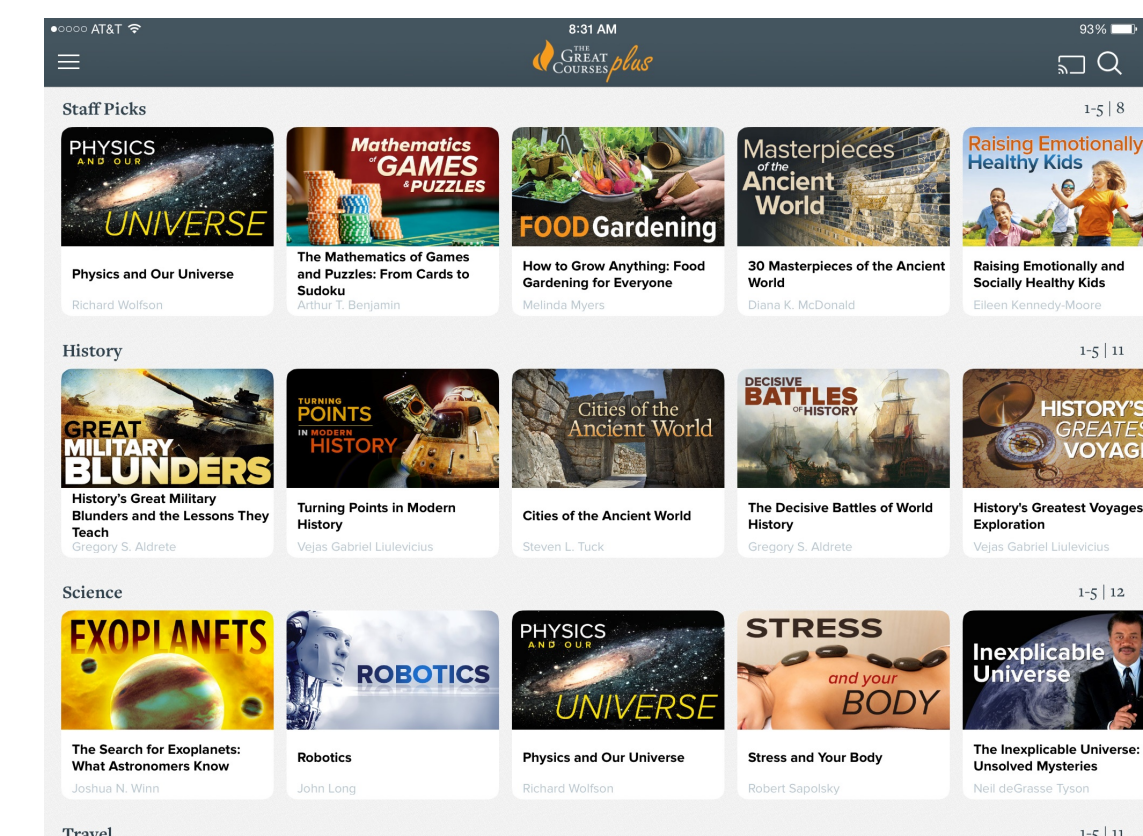 AT&T
8:31 AM
93%
THE
GREAT
COURSES plus
Staff Picks
1-5 | 8
PHYSICS
AND OUR
UNIVERSE
Physics and Our Universe
Richard Wolfson
Mathematics
of GAMES
& PUZZLES
The Mathematics of Games
and Puzzles: From Cards to
Sudoku
Arthur T. Benjamin
FOOD Gardening
How to Grow Anything: Food
Gardening for Everyone
Melinda Myers
Masterpieces
of the
Ancient
World
30 Masterpieces of the Ancient
World
Diana K. McDonald
Raising Emotionally
Healthy Kids
Raising Emotionally and
Socially Healthy Kids
Eileen Kennedy-Moore
History
1-5 | 11
GREAT
MILITARY
BLUNDERS
History's Great Military
Blunders and the Lessons They
Teach
Gregory S. Aldrete
TURNING
POINTS
IN MODERN
HISTORY
Turning Points in Modern
History
Vejas Gabriel Liulevicius
Cities of the
Ancient World
Cities of the Ancient World
Steven L. Tuck
DECISIVE
BATTLES
OF HISTORY
The Decisive Battles of World
History
Gregory S. Aldrete
HISTORY'S
GREATES
VOYAG
History's Greatest Voyages
Exploration
Vejas Gabriel Liulevicius
Science
1-5 | 12
EXOPLANETS
The Search for Exoplanets:
What Astronomers Know
Joshua N. Winn
ROBOTICS
Robotics
John Long
PHYSICS
AND OUR
UNIVERSE
Physics and Our Universe
Richard Wolfson
STRESS
and your
BODY
Stress and Your Body
Robert Sapolsky
Inexplicable
Universe
The Inexplicable Universe:
Unsolved Mysteries
Neil deGrasse Tyson
Travel
1-5 | 11